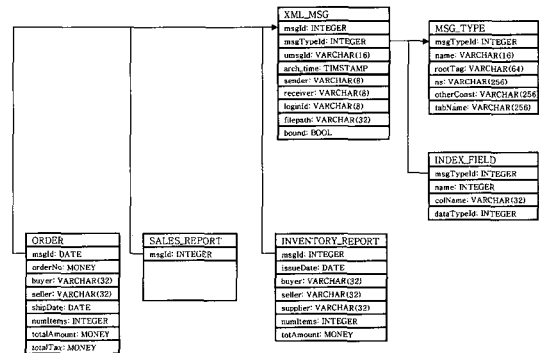 XML_MSG
msgId: INTEGER
msgTypeId: INTEGER
umsgId: VARCHAR(16)
arch_time: TIMSTAMP
sender: VARCHAR(8)
receiver: VARCHAR(8)
loginId: VARCHAR(8)
filepath: VARCHAR(32)
bound: BOOL
MSG_TYPE
msgTypeId: INTEGER
name: VARCHAR(16)
rootTag: VARCHAR(64)
ns: VARCHAR(256)
otherConst: VARCHAR(256
tabName: VARCHAR(256)
INDEX_FIELD
msgTypeId: INTEGER
name: INTEGER
colName: VARCHAR(32)
dataTypeId: INTEGER
ORDER
msgId: DATE
orderNo: MONEY
buyer: VARCHAR(32)
seller: VARCHAR(32)
shipDate: DATE
numItems: INTEGER
totalAmount: MONEY
totalTax: MONEY
SALES_REPORT
msgId: INTEGER
INVENTORY_REPORT
msgId: INTEGER
issueDate: DATE
buyer: VARCHAR(32)
seller: VARCHAR(32)
supplier: VARCHAR(32)
numItems: INTEGER
totAmount: MONEY